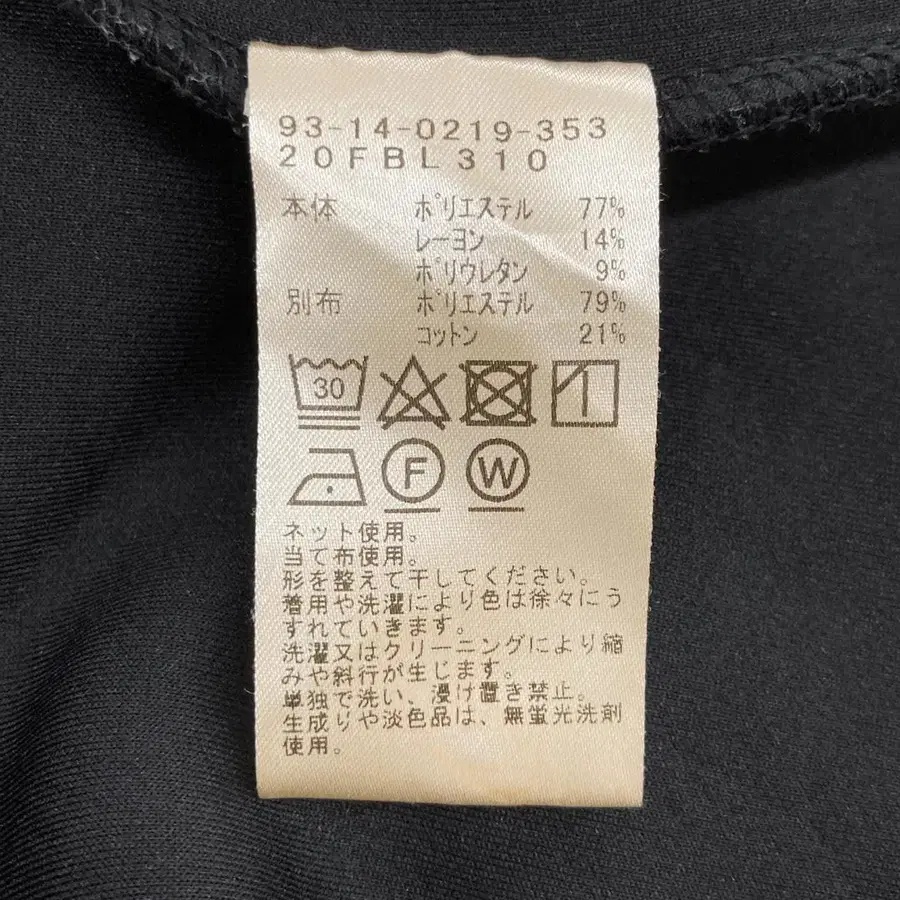 93-14-0219-353
20FBL310
本体 ポリエステル 77%
レーヨン 14%
ポリウレタン 9%
別布 ポリエステル 79%
コットン 21%
30
F W
ネット使用。
当て布使用。
形を整えて干してください。
着用や洗濯により色は徐々にう
すれていきます。
洗濯又はクリーニングにより縮
みや斜行が生じます。
単独で洗い、浸け置き禁止。
生成りや淡色品は、無蛍光洗剤
使用。